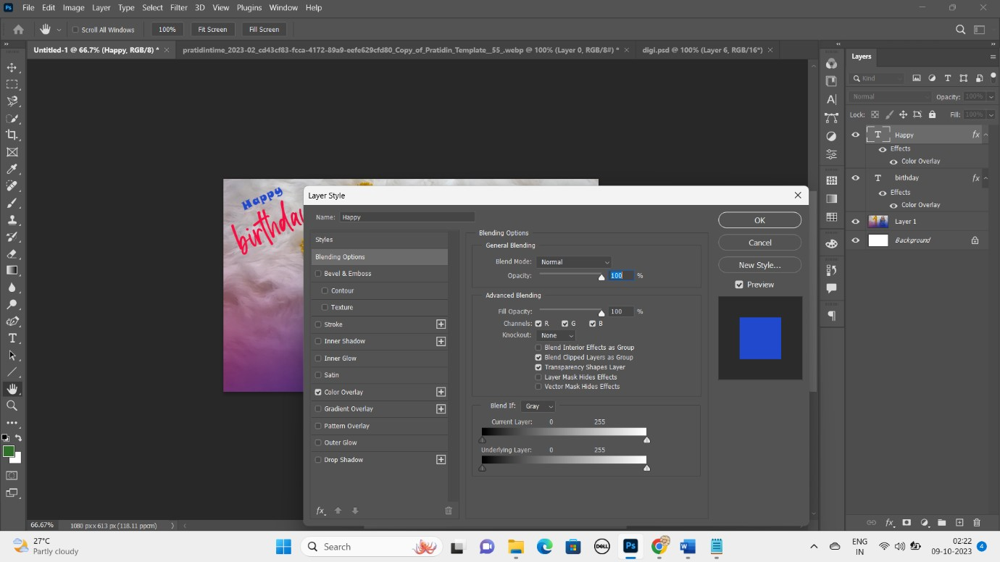 Ps File Edit Image Layer Type Select Filter 3D View Plugins Window Help
Scroll All Windows 100% Fit Screen Fill Screen
Untitled-1 @ 66.7% (Happy, RGB/8) * × pratidintime_2023-02_cd43cf83-fcca-4172-89a9-eefe629cfd80_Copy_of_Pratidin_Template__55_.webp @ 100% (Layer 0, RGB/8#) * × digi.psd @ 100% (Layer 6, RGB/16*) ×
Layers
Kind
Normal Opacity: 100%
Lock: Fill: 100%
T Happy fx
Effects
Color Overlay
T birthday fx
Effects
Color Overlay
Layer 1
Background
Happy
birthday
Layer Style
Name: Happy
Styles
Blending Options
Bevel & Emboss
Contour
Texture
Stroke
Inner Shadow
Inner Glow
Satin
Color Overlay
Gradient Overlay
Pattern Overlay
Outer Glow
Drop Shadow
fx
Blending Options
General Blending
Blend Mode: Normal
Opacity: 100 %
Advanced Blending
Fill Opacity: 100 %
Channels: R G B
Knockout: None
Blend Interior Effects as Group
Blend Clipped Layers as Group
Transparency Shapes Layer
Layer Mask Hides Effects
Vector Mask Hides Effects
Blend If: Gray
Current Layer: 0 255
Underlying Layer: 0 255
OK
Cancel
New Style...
Preview
66.67% 1080 px x 613 px (118.11 ppcm)
fx
27°C
Partly cloudy
Search
DELL
Ps
W
ENG
IN
02:22
09-10-2023
4